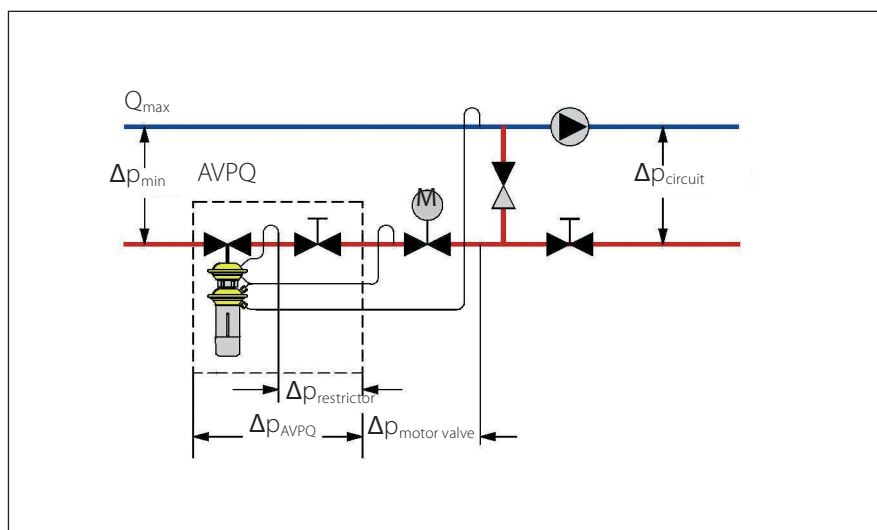 Qmax
Δpmin
AVPQ
Δpcircuit
M
Δprestrictor
ΔpAVPQ
Δpmotor valve